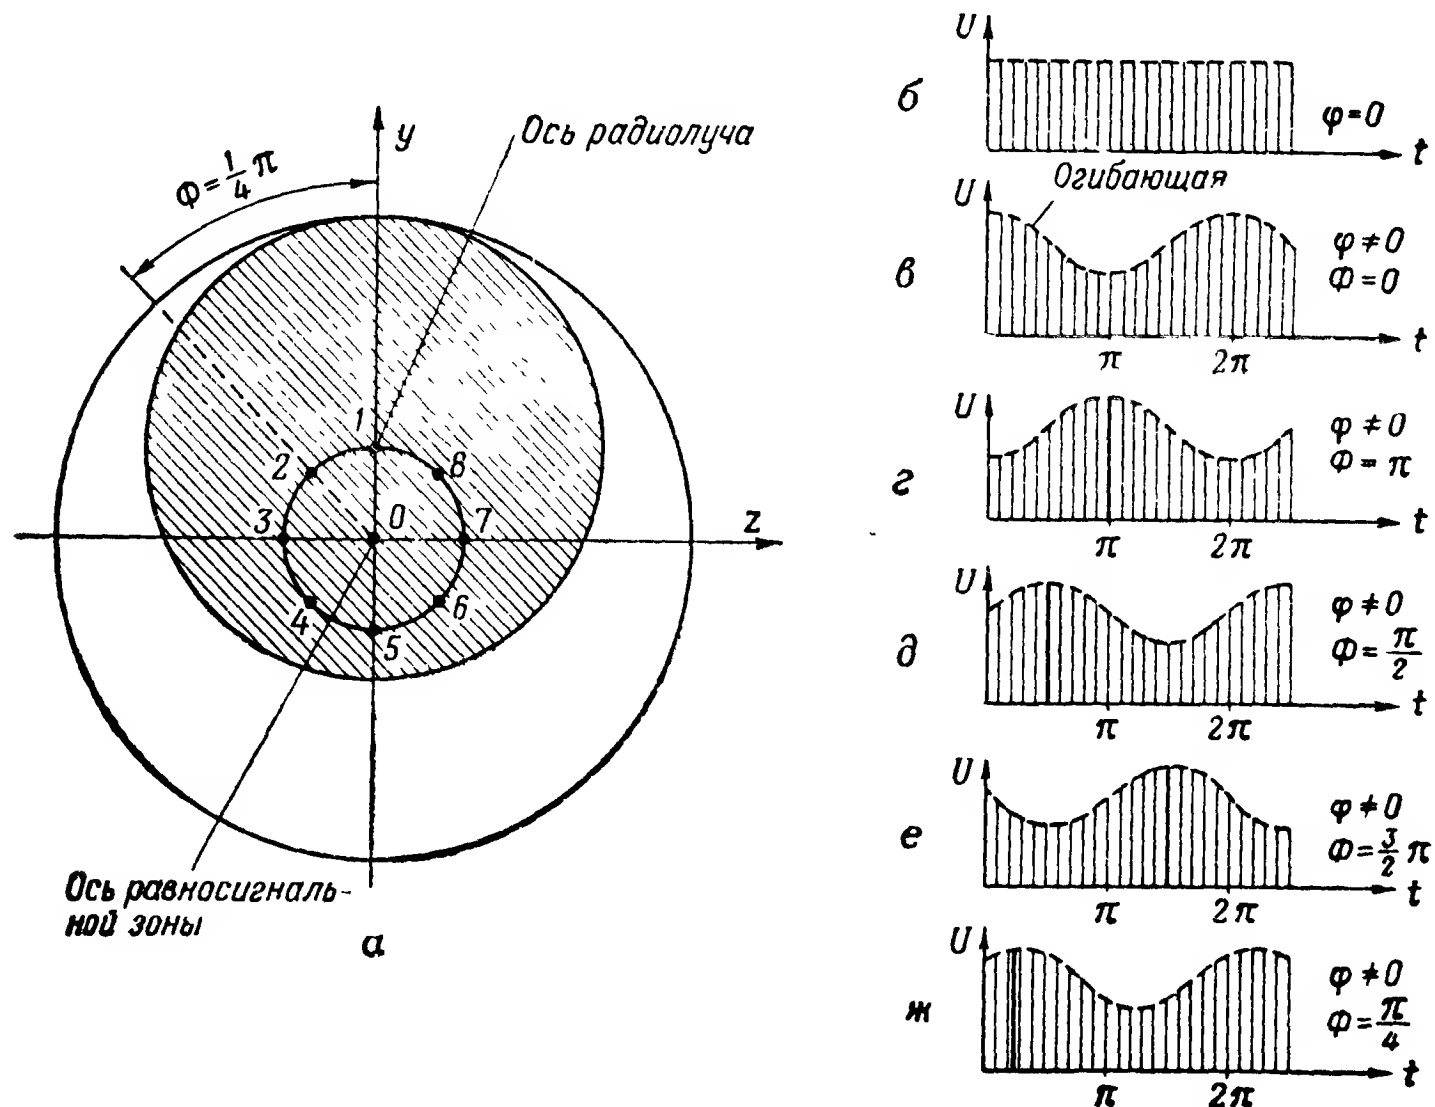 Φ = 1/4 π
y
Ось радиолуча
1
2
8
3
0
7
z
4
5
6
Ось равносигналь-
ной зоны
а
U
б
φ=0
t
Огибающая
U
в
φ ≠ 0
Φ = 0
t
π 2π
U
г
φ ≠ 0
Φ = π
t
π 2π
U
д
φ ≠ 0
Φ = π/2
t
π 2π
U
е
φ ≠ 0
Φ = 3/2 π
t
π 2π
U
ж
φ ≠ 0
Φ = π/4
t
π 2π